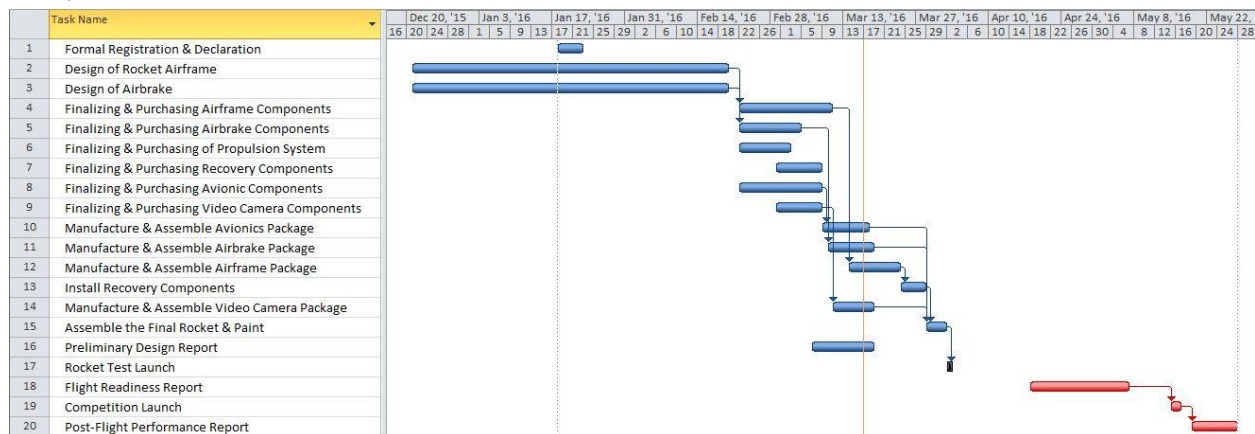 Task Name
Dec 20, '15 Jan 3, '16 Jan 17, '16 Jan 31, '16 Feb 14, '16 Feb 28, '16 Mar 13, '16 Mar 27, '16 Apr 10, '16 Apr 24, '16 May 8, '16 May 22,
16 20 24 28 1 5 9 13 17 21 25 29 2 6 10 14 18 22 26 1 5 9 13 17 21 25 29 2 6 10 14 18 22 26 30 4 8 12 16 20 24 28
1 Formal Registration & Declaration
2 Design of Rocket Airframe
3 Design of Airbrake
4 Finalizing & Purchasing Airframe Components
5 Finalizing & Purchasing Airbrake Components
6 Finalizing & Purchasing of Propulsion System
7 Finalizing & Purchasing Recovery Components
8 Finalizing & Purchasing Avionic Components
9 Finalizing & Purchasing Video Camera Components
10 Manufacture & Assemble Avionics Package
11 Manufacture & Assemble Airbrake Package
12 Manufacture & Assemble Airframe Package
13 Install Recovery Components
14 Manufacture & Assemble Video Camera Package
15 Assemble the Final Rocket & Paint
16 Preliminary Design Report
17 Rocket Test Launch
18 Flight Readiness Report
19 Competition Launch
20 Post-Flight Performance Report